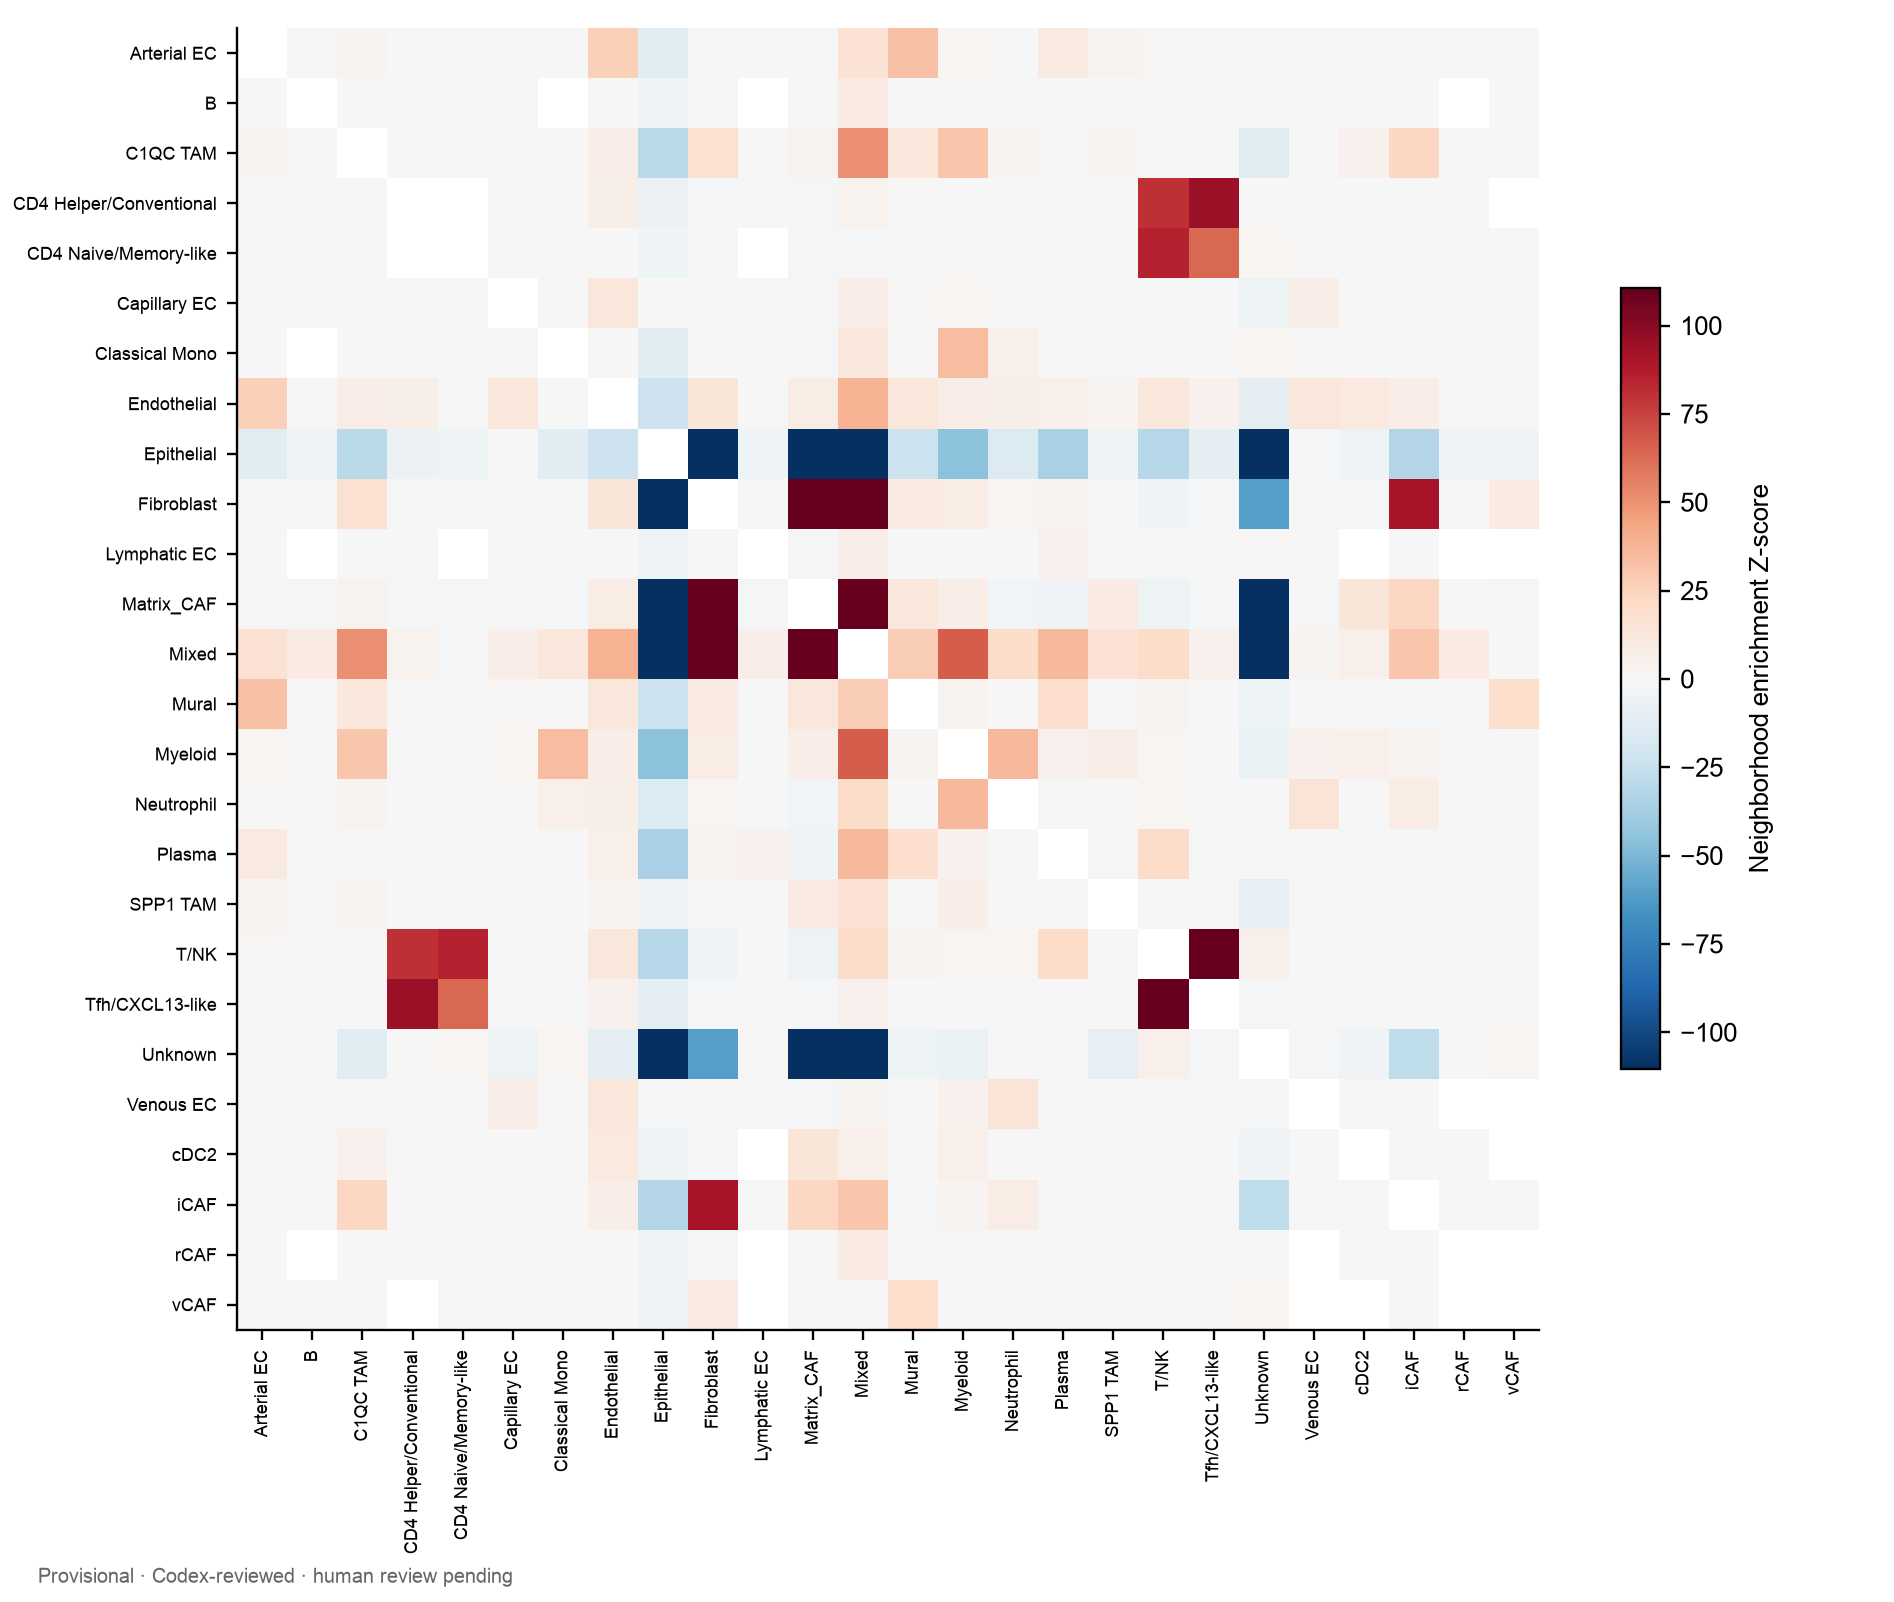 Arterial EC
B
C1QC TAM
CD4 Helper/Conventional
CD4 Naive/Memory-like
Capillary EC
Classical Mono
Endothelial
Epithelial
Fibroblast
Lymphatic EC
Matrix_CAF
Mixed
Mural
Myeloid
Neutrophil
Plasma
SPP1 TAM
T/NK
Tfh/CXCL13-like
Unknown
Venous EC
cDC2
iCAF
rCAF
vCAF
Arterial EC
B
C1QC TAM
CD4 Helper/Conventional
CD4 Naive/Memory-like
Capillary EC
Classical Mono
Endothelial
Epithelial
Fibroblast
Lymphatic EC
Matrix_CAF
Mixed
Mural
Myeloid
Neutrophil
Plasma
SPP1 TAM
T/NK
Tfh/CXCL13-like
Unknown
Venous EC
cDC2
iCAF
rCAF
vCAF
100
75
50
25
0
−25
−50
−75
−100
Neighborhood enrichment Z-score
Provisional · Codex-reviewed · human review pending